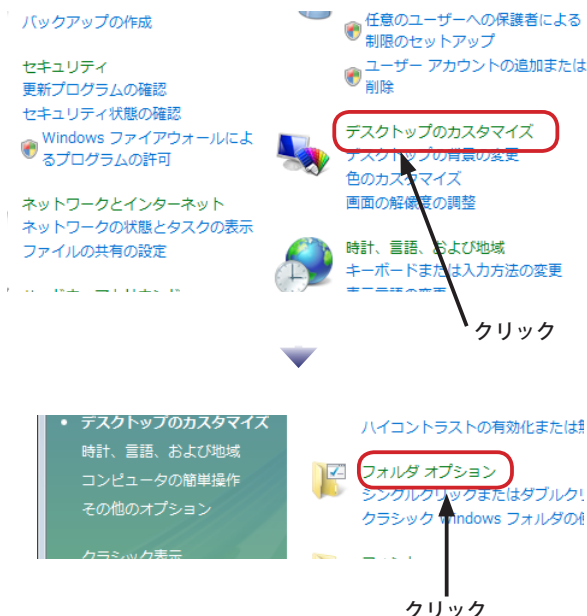 バックアップの作成
セキュリティ
更新プログラムの確認
セキュリティ状態の確認
Windows ファイアウォールによ
るプログラムの許可
ネットワークとインターネット
ネットワークの状態とタスクの表示
ファイルの共有の設定
任意のユーザーへの保護者による
制限のセットアップ
ユーザー アカウントの追加または
削除
デスクトップのカスタマイズ
デスクトップの背景の変更
色のカスタマイズ
画面の解像度の調整
時計、言語、および地域
キーボードまたは入力方法の変更
クリック
デスクトップのカスタマイズ
時計、言語、および地域
コンピュータの簡単操作
その他のオプション
クラシック表示
ハイコントラストの有効化または
フォルダ オプション
シングルクリックまたはダブルクリ
クラシック Windows フォルダの
クリック